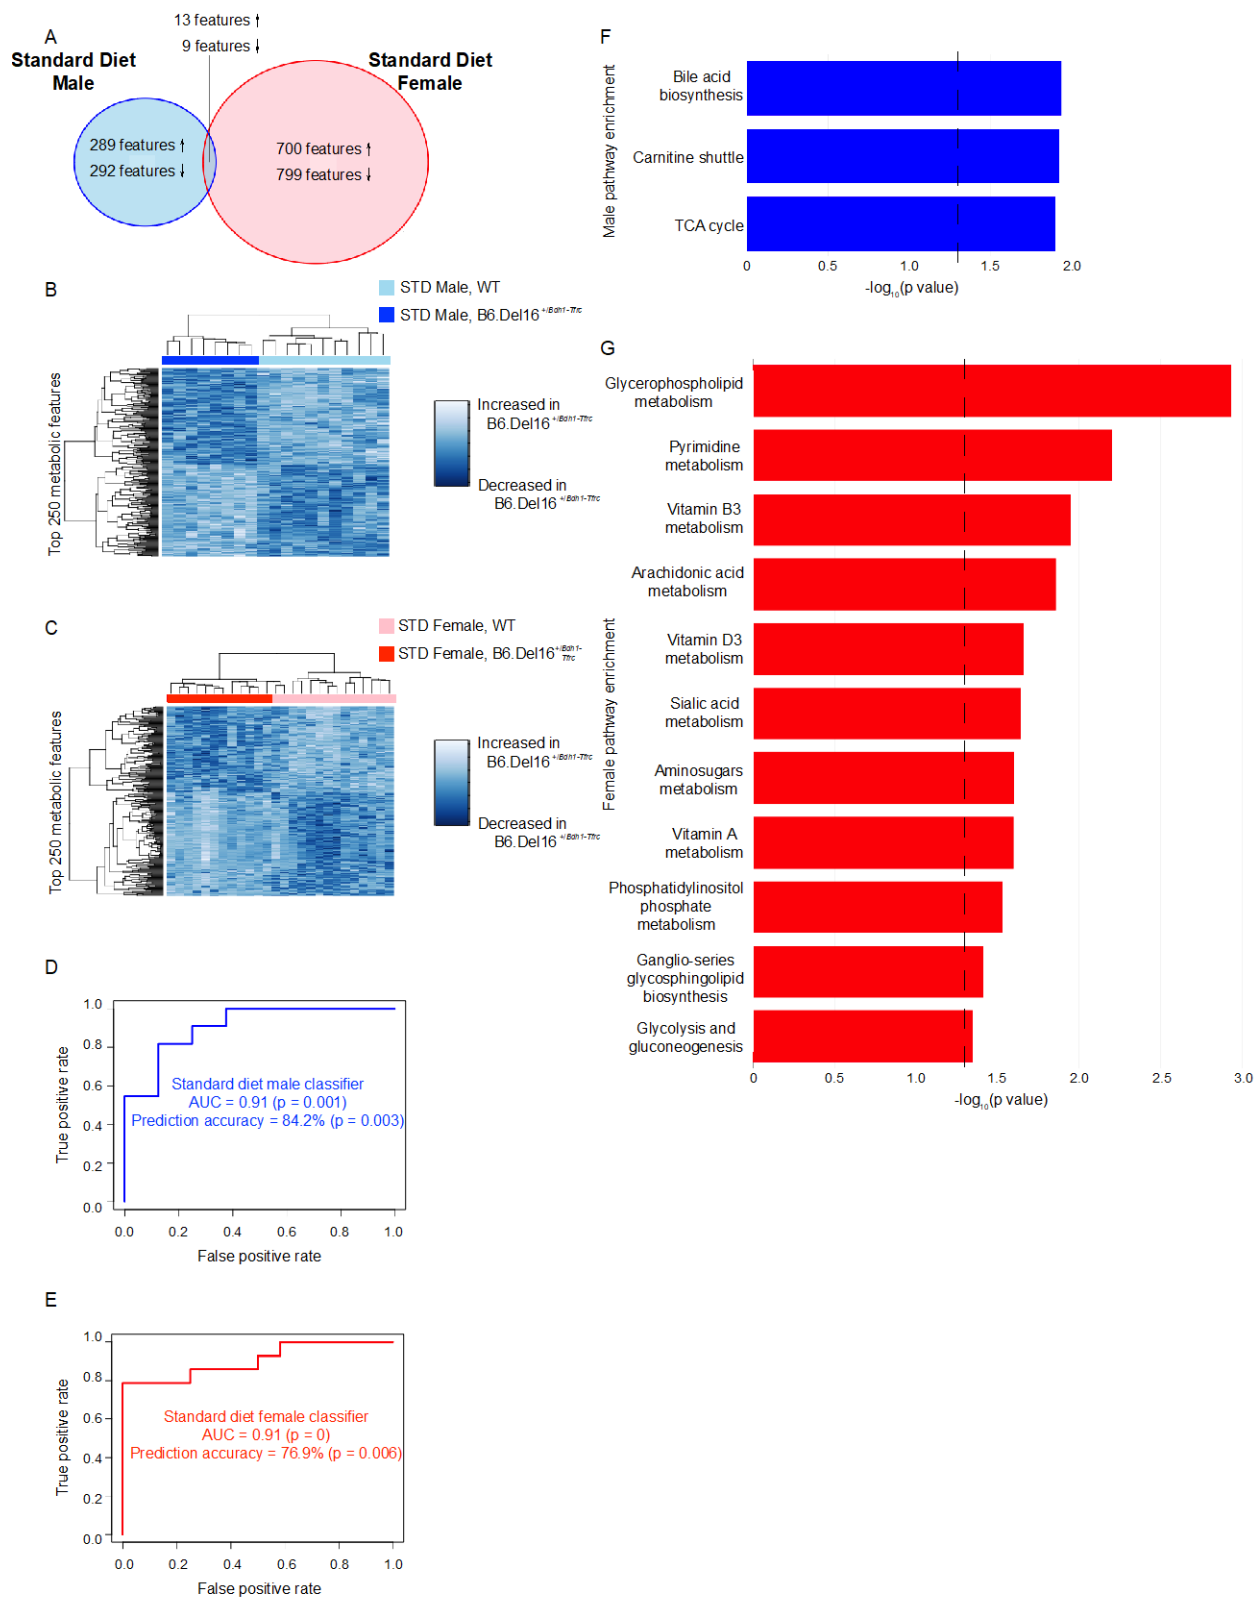 A
13 features ↑
9 features ↓
Standard Diet
Male
Standard Diet
Female
289 features ↑
292 features ↓
700 features ↑
799 features ↓
B
STD Male, WT
STD Male, B6.Del16+/Bdh1-Tfrc
Top 250 metabolic features
Increased in
B6.Del16+/Bdh1-Tfrc
Decreased in
B6.Del16+/Bdh1-Tfrc
C
STD Female, WT
STD Female, B6.Del16+/Bdh1-
Tfrc
Top 250 metabolic features
Increased in
B6.Del16+/Bdh1-Tfrc
Decreased in
B6.Del16+/Bdh1-Tfrc
D
1.0
0.8
0.6
0.4
0.2
0.0
True positive rate
Standard diet male classifier
AUC = 0.91 (p = 0.001)
Prediction accuracy = 84.2% (p = 0.003)
0.0 0.2 0.4 0.6 0.8 1.0
False positive rate
E
1.0
0.8
0.6
0.4
0.2
0.0
True positive rate
Standard diet female classifier
AUC = 0.91 (p = 0)
Prediction accuracy = 76.9% (p = 0.006)
0.0 0.2 0.4 0.6 0.8 1.0
False positive rate
F
Male pathway enrichment
Bile acid
biosynthesis
Carnitine shuttle
TCA cycle
0 0.5 1.0 1.5 2.0
-log10(p value)
G
Female pathway enrichment
Glycerophospholipid
metabolism
Pyrimidine
metabolism
Vitamin B3
metabolism
Arachidonic acid
metabolism
Vitamin D3
metabolism
Sialic acid
metabolism
Aminosugars
metabolism
Vitamin A
metabolism
Phosphatidylinositol
phosphate
metabolism
Ganglio-series
glycosphingolipid
biosynthesis
Glycolysis and
gluconeogenesis
0 0.5 1.0 1.5 2.0 2.5 3.0
-log10(p value)